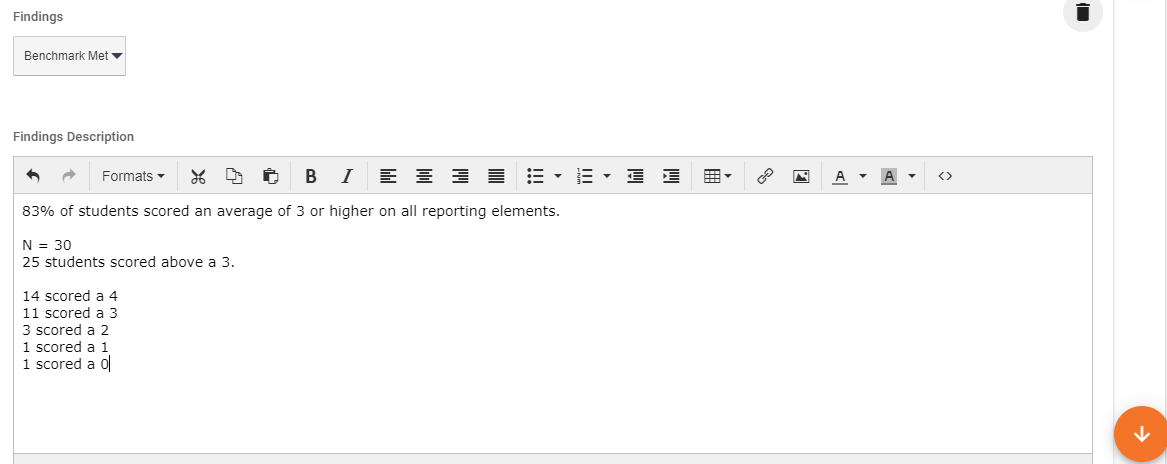 Findings
Benchmark Met
Findings Description
Formats
B I A A <>
83% of students scored an average of 3 or higher on all reporting elements.
N = 30
25 students scored above a 3.
14 scored a 4
11 scored a 3
3 scored a 2
1 scored a 1
1 scored a 0